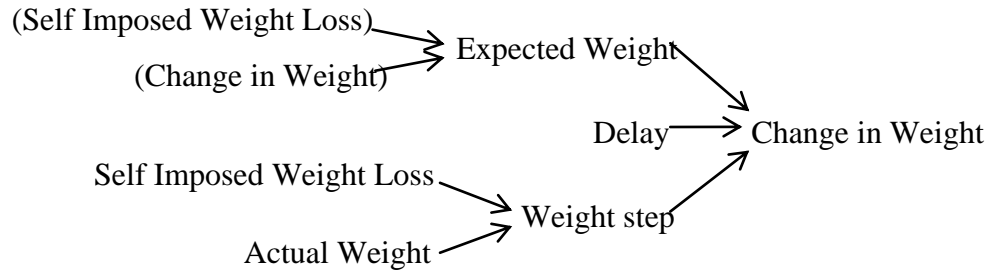 (Self Imposed Weight Loss)
Expected Weight
(Change in Weight)
Delay
Change in Weight
Self Imposed Weight Loss
Weight step
Actual Weight